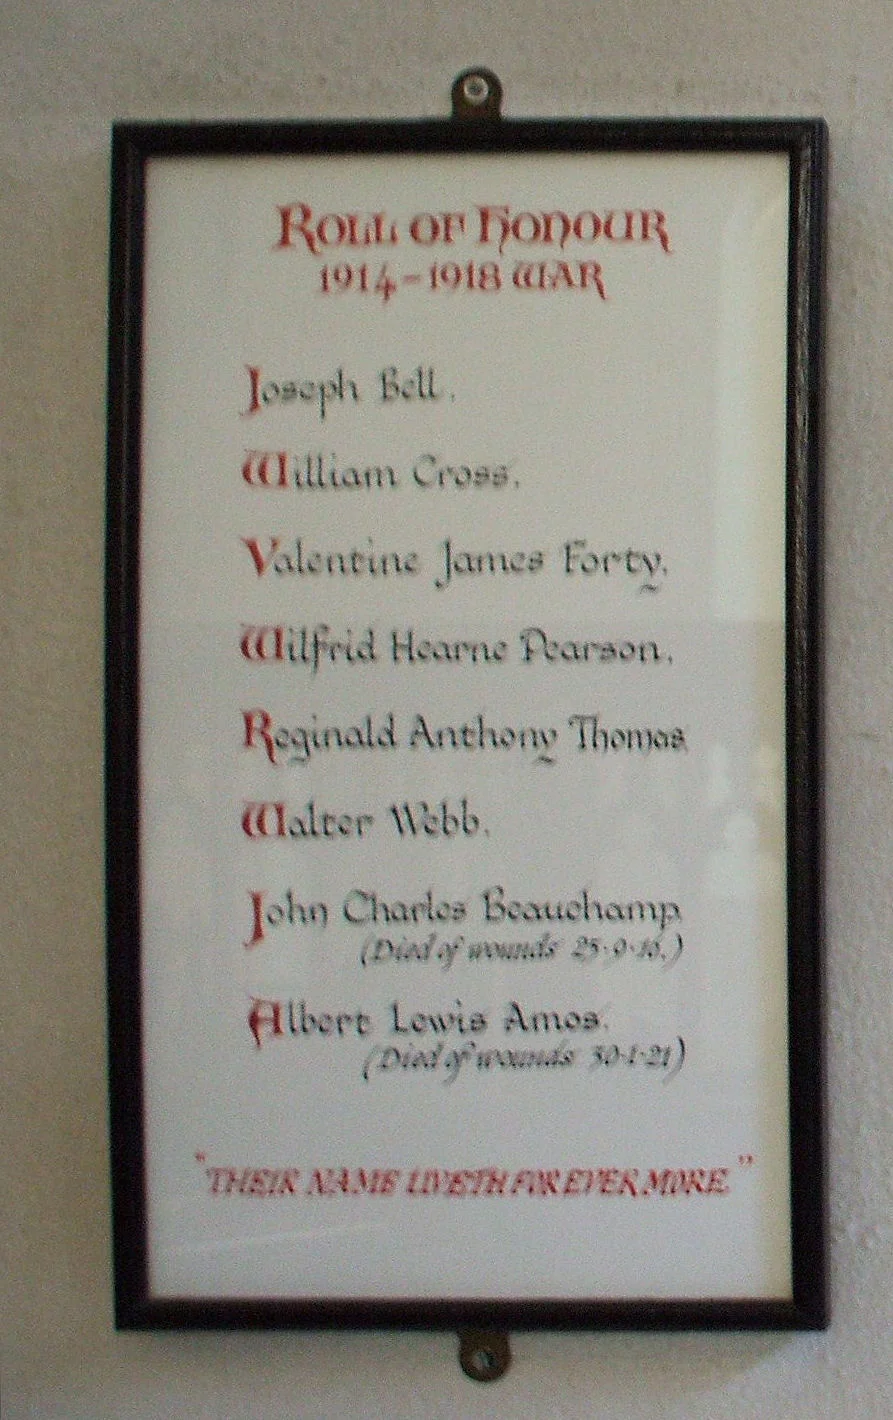 ROLL OF HONOUR
1914-1918 WAR
Joseph Bell.
William Cross.
Valentine James Forty.
Wilfrid Hearne Pearson.
Reginald Anthony Thomas.
Walter Webb.
John Charles Beauchamp.
(Died of wounds 25·9·16.)
Albert Lewis Amos.
(Died of wounds 30·1·21)
"THEIR NAME LIVETH FOR EVER MORE."